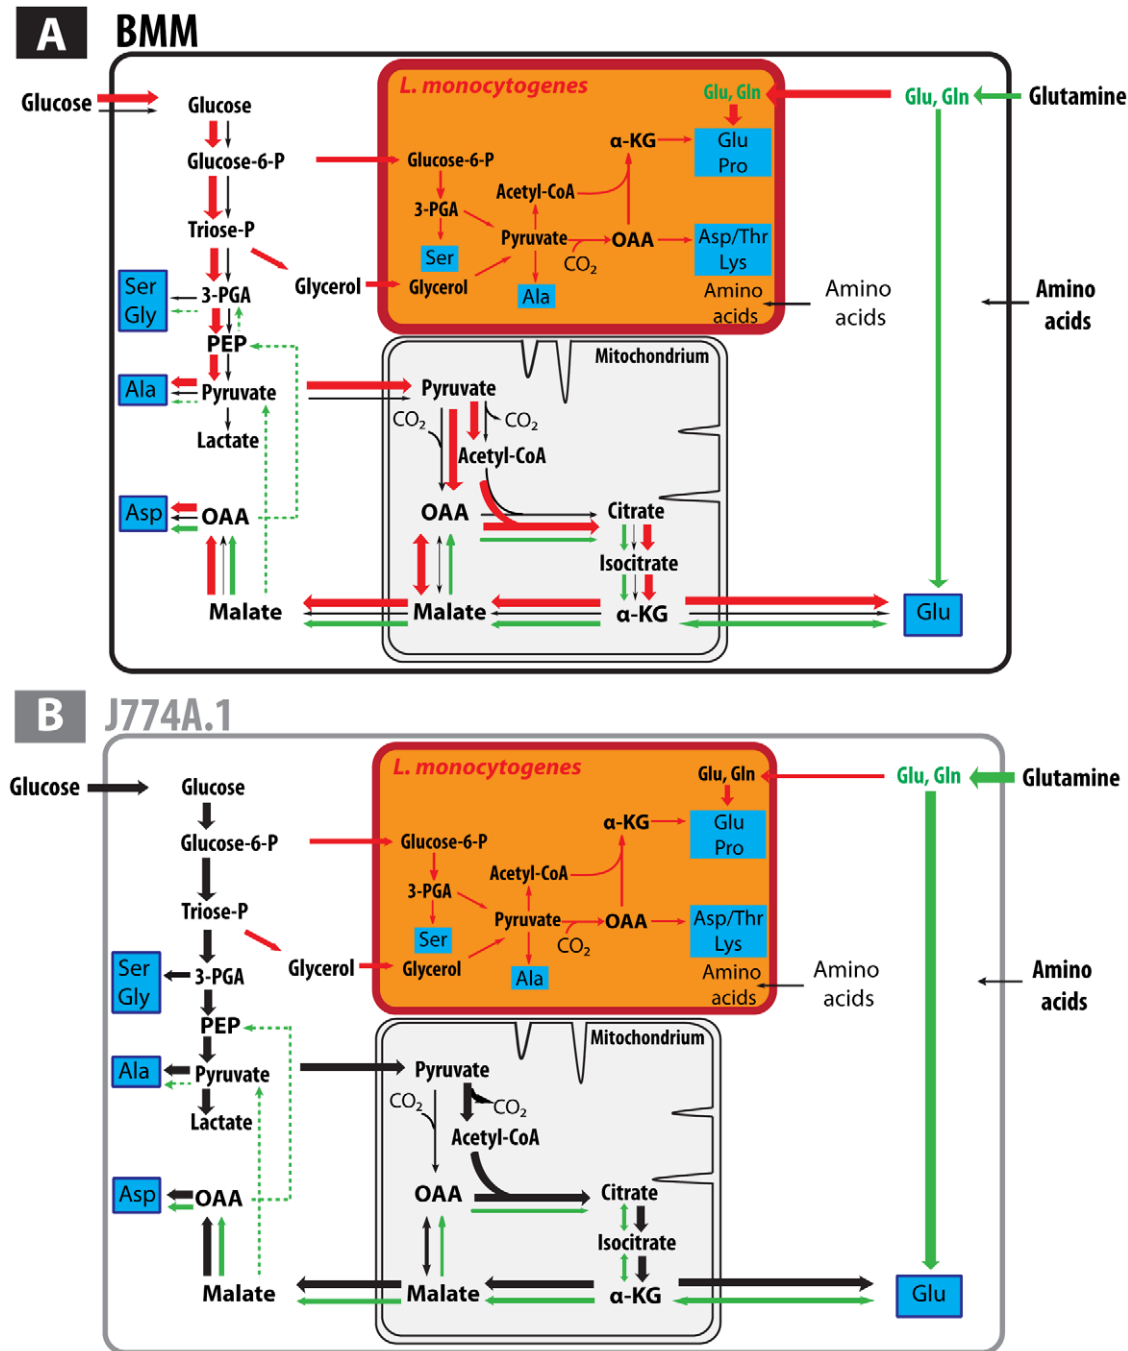 A BMM
L. monocytogenes
Glucose
Glucose
Glu, Gln
Glu, Gln
Glutamine
Glucose-6-P
Glucose-6-P
α-KG
Glu
Pro
Acetyl-CoA
3-PGA
Triose-P
Pyruvate
OAA
Asp/Thr
Lys
Ser
CO₂
Glycerol
Glycerol
Ala
Amino
acids
Amino
acids
Amino
acids
Ser
Gly
3-PGA
PEP
Mitochondrium
Ala
Pyruvate
Pyruvate
CO₂
CO₂
Lactate
Acetyl-CoA
Asp
OAA
OAA
Citrate
Isocitrate
Malate
Malate
α-KG
Glu
B J774A.1
L. monocytogenes
Glucose
Glucose
Glu, Gln
Glu, Gln
Glutamine
Glucose-6-P
Glucose-6-P
α-KG
Glu
Pro
Acetyl-CoA
3-PGA
Triose-P
Pyruvate
OAA
Asp/Thr
Lys
Ser
CO₂
Glycerol
Glycerol
Ala
Amino
acids
Amino
acids
Amino
acids
Ser
Gly
3-PGA
PEP
Mitochondrium
Ala
Pyruvate
Pyruvate
CO₂
CO₂
Lactate
Acetyl-CoA
Asp
OAA
OAA
Citrate
Isocitrate
Malate
Malate
α-KG
Glu